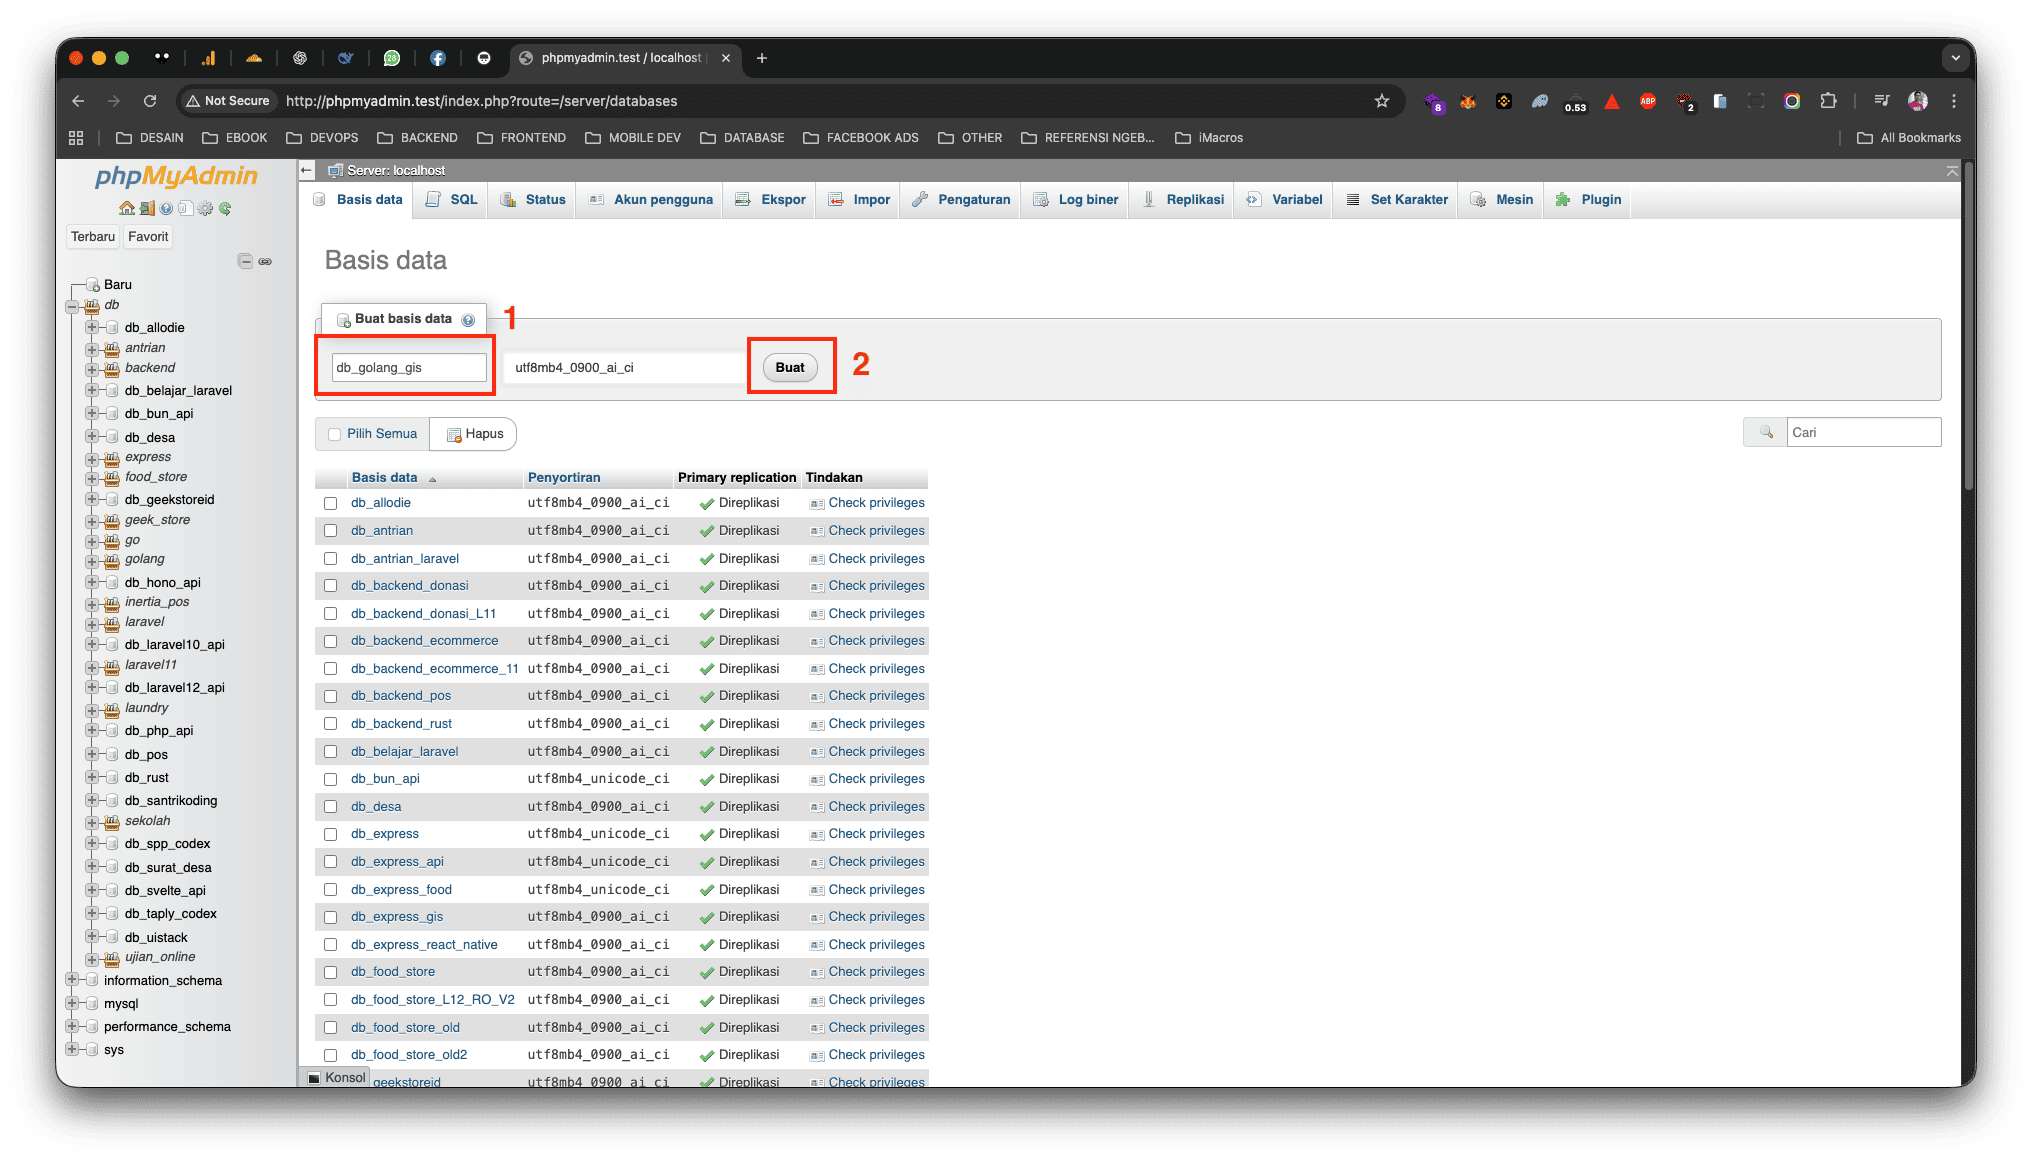 phpmyadmin.test / localhost
Not Secure
http://phpmyadmin.test/index.php?route=/server/databases
8
0.53
ABP
2
28
DESAIN
EBOOK
DEVOPS
BACKEND
FRONTEND
MOBILE DEV
DATABASE
FACEBOOK ADS
OTHER
REFERENSI NGEB...
iMacros
All Bookmarks
phpMyAdmin
Terbaru
Favorit
Baru
db
db_allodie
antrian
backend
db_belajar_laravel
db_bun_api
db_desa
express
food_store
db_geekstoreid
geek_store
go
golang
db_hono_api
inertia_pos
laravel
db_laravel10_api
laravel11
db_laravel12_api
laundry
db_php_api
db_pos
db_rust
db_santrikoding
sekolah
db_spp_codex
db_surat_desa
db_svelte_api
db_taply_codex
db_uistack
ujian_online
information_schema
mysql
performance_schema
sys
Server: localhost
Basis data
SQL
Status
Akun pengguna
Ekspor
Impor
Pengaturan
Log biner
Replikasi
Variabel
Set Karakter
Mesin
Plugin
Basis data
Buat basis data
1
db_golang_gis
utf8mb4_0900_ai_ci
Buat
2
Pilih Semua
Hapus
Cari
Basis data Penyortiran Primary replication Tindakan
db_allodie utf8mb4_0900_ai_ci Direplikasi Check privileges
db_antrian utf8mb4_0900_ai_ci Direplikasi Check privileges
db_antrian_laravel utf8mb4_0900_ai_ci Direplikasi Check privileges
db_backend_donasi utf8mb4_0900_ai_ci Direplikasi Check privileges
db_backend_donasi_L11 utf8mb4_0900_ai_ci Direplikasi Check privileges
db_backend_ecommerce utf8mb4_0900_ai_ci Direplikasi Check privileges
db_backend_ecommerce_11 utf8mb4_0900_ai_ci Direplikasi Check privileges
db_backend_pos utf8mb4_0900_ai_ci Direplikasi Check privileges
db_backend_rust utf8mb4_0900_ai_ci Direplikasi Check privileges
db_belajar_laravel utf8mb4_0900_ai_ci Direplikasi Check privileges
db_bun_api utf8mb4_unicode_ci Direplikasi Check privileges
db_desa utf8mb4_0900_ai_ci Direplikasi Check privileges
db_express utf8mb4_unicode_ci Direplikasi Check privileges
db_express_api utf8mb4_unicode_ci Direplikasi Check privileges
db_express_food utf8mb4_unicode_ci Direplikasi Check privileges
db_express_gis utf8mb4_0900_ai_ci Direplikasi Check privileges
db_express_react_native utf8mb4_0900_ai_ci Direplikasi Check privileges
db_food_store utf8mb4_0900_ai_ci Direplikasi Check privileges
db_food_store_L12_RO_V2 utf8mb4_0900_ai_ci Direplikasi Check privileges
db_food_store_old utf8mb4_0900_ai_ci Direplikasi Check privileges
db_food_store_old2 utf8mb4_0900_ai_ci Direplikasi Check privileges
geekstoreid utf8mb4_0900_ai_ci Direplikasi Check privileges
Konsol